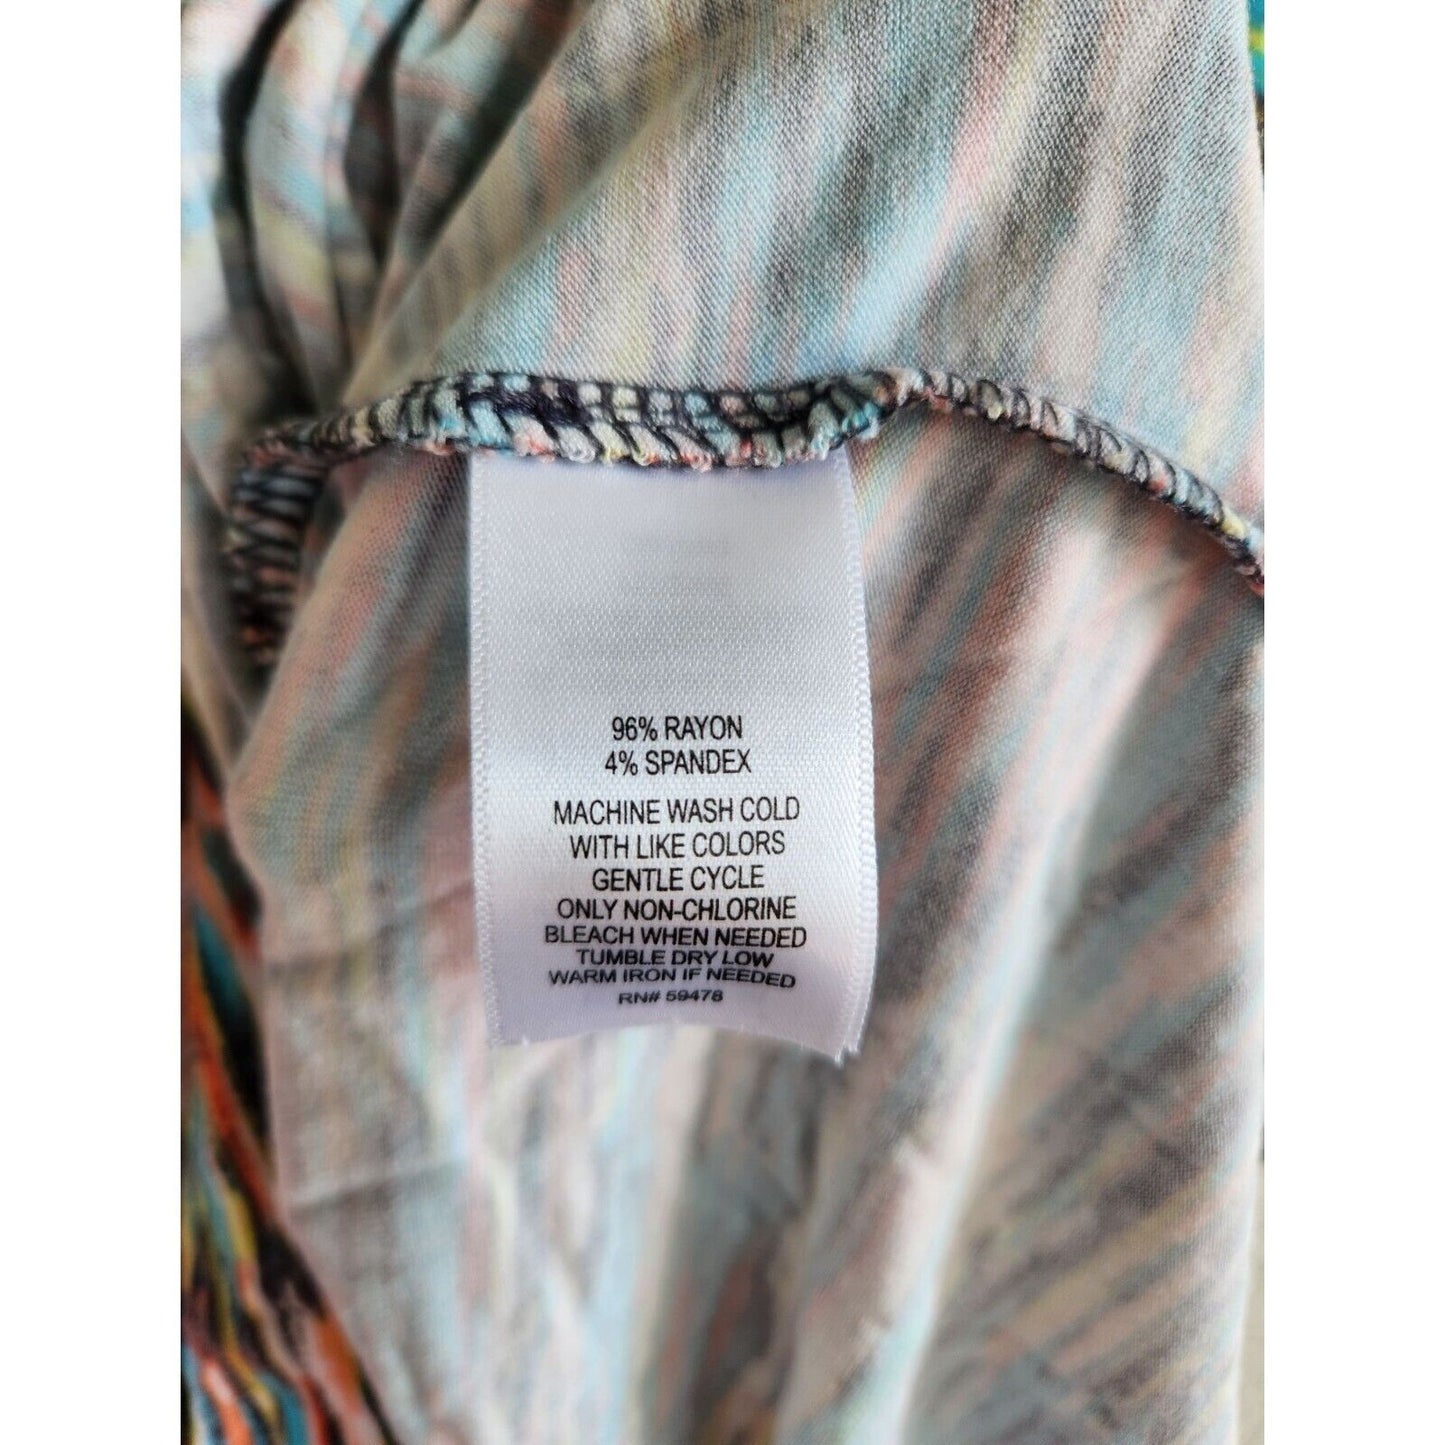 96% RAYON
4% SPANDEX
MACHINE WASH COLD
WITH LIKE COLORS
GENTLE CYCLE
ONLY NON-CHLORINE
BLEACH WHEN NEEDED
TUMBLE DRY LOW
WARM IRON IF NEEDED
RN# 59478